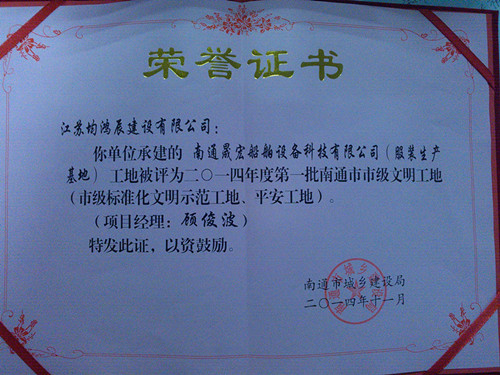 荣誉证书
江苏均鸿辰建设有限公司：
你单位承建的 南通晟宏船舶设备科技有限公司（服装生产
基地） 工地被评为二〇一四年度第一批南通市市级文明工地
（市级标准化文明示范工地、平安工地）。
（项目经理：顾俊波）
特发此证，以资鼓励。
南通市城乡建设局
二〇一四年十一月